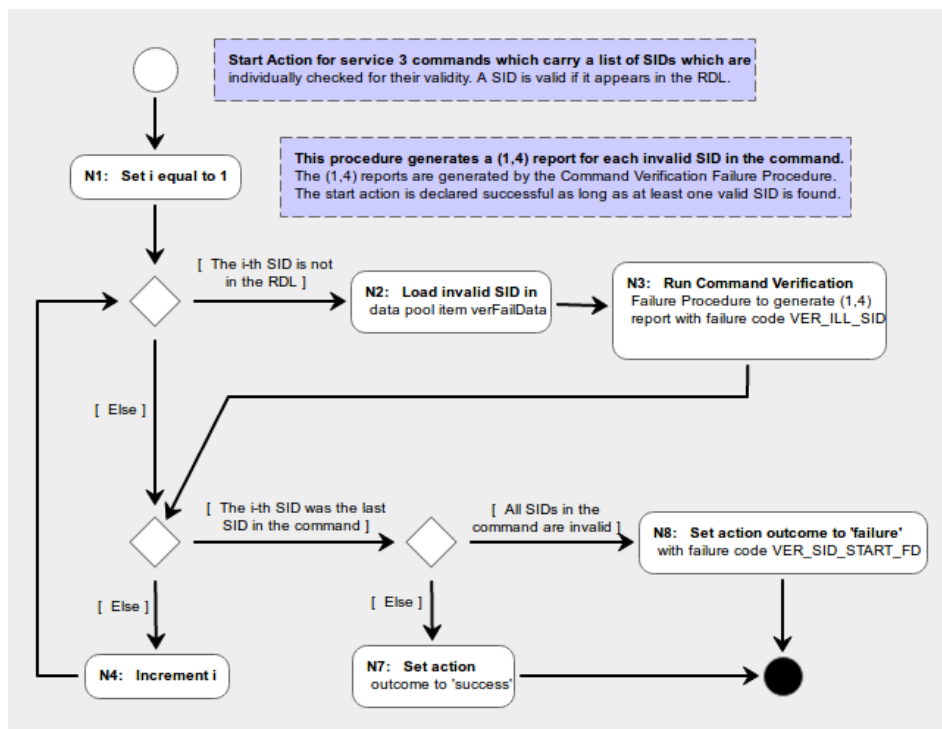 Start Action for service 3 commands which carry a list of SIDs which are
individually checked for their validity. A SID is valid if it appears in the RDL.
This procedure generates a (1,4) report for each invalid SID in the command.
The (1,4) reports are generated by the Command Verification Failure Procedure.
The start action is declared successful as long as at least one valid SID is found.
N1: Set i equal to 1
[ The i-th SID is not
in the RDL ]
N2: Load invalid SID in
data pool item verFailData
N3: Run Command Verification
Failure Procedure to generate (1,4)
report with failure code VER_ILL_SID
[ Else ]
[ The i-th SID was the last
SID in the command ]
[ All SIDs in the
command are invalid ]
N8: Set action outcome to 'failure'
with failure code VER_SID_START_FD
[ Else ]
[ Else ]
N4: Increment i
N7: Set action
outcome to 'success'